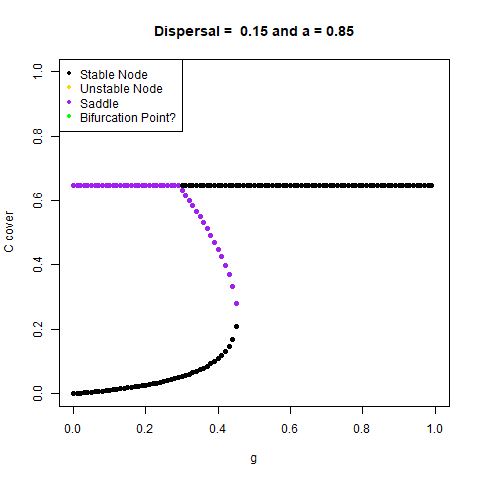 Dispersal =  0.15 and a = 0.85
Stable Node
Unstable Node
Saddle
Bifurcation Point?
C cover
1.0
0.8
0.6
0.4
0.2
0.0
0.0 0.2 0.4 0.6 0.8 1.0
g